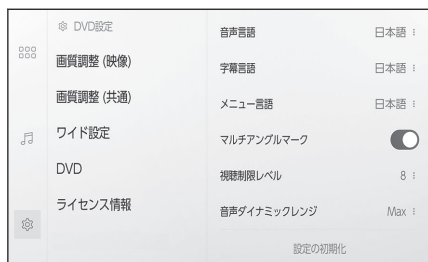 DVD設定
画質調整 (映像)
画質調整 (共通)
ワイド設定
DVD
ライセンス情報
音声言語 日本語
字幕言語 日本語
メニュー言語 日本語
マルチアングルマーク
視聴制限レベル 8
音声ダイナミックレンジ Max
設定の初期化